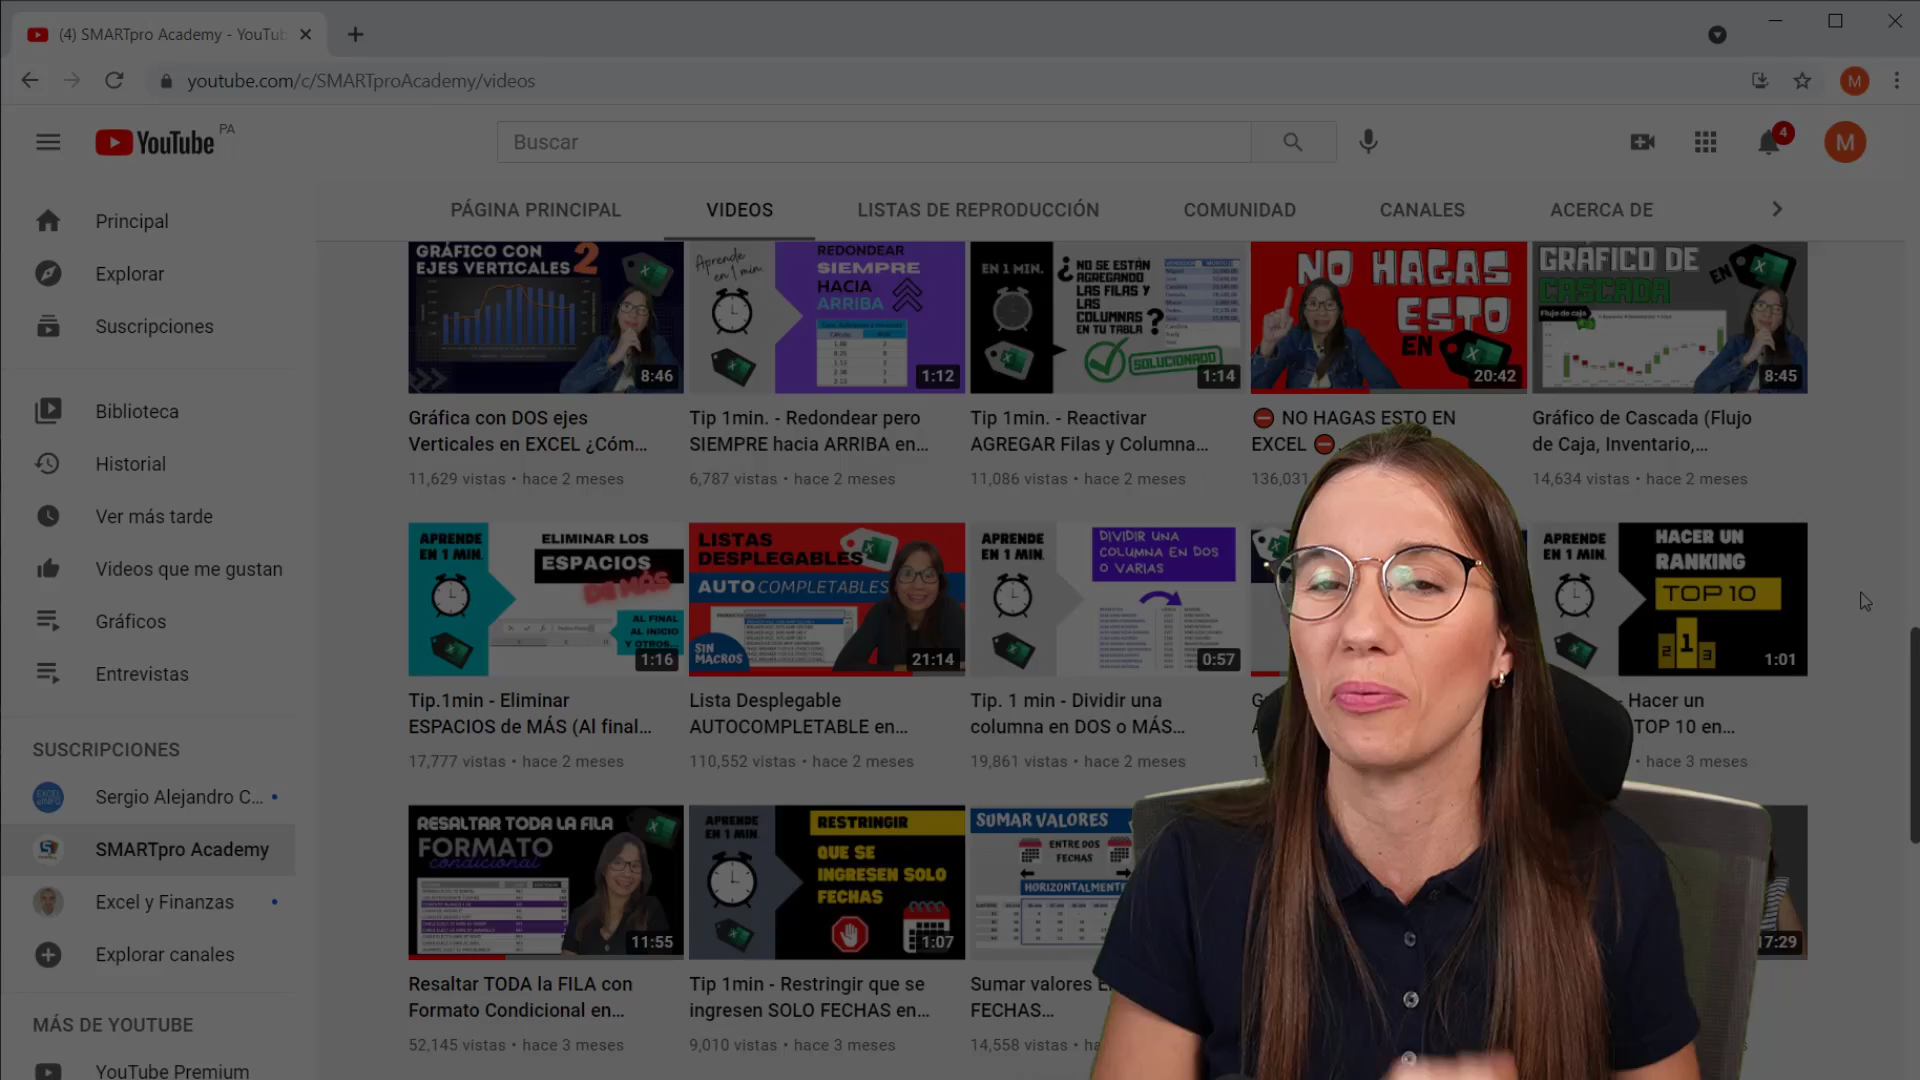 (4) SMARTpro Academy - YouTub
youtube.com/c/SMARTproAcademy/videos
M
YouTube PA
Buscar
4
M
PÁGINA PRINCIPAL
VIDEOS
LISTAS DE REPRODUCCIÓN
COMUNIDAD
CANALES
ACERCA DE
Principal
Explorar
Suscripciones
Biblioteca
Historial
Ver más tarde
Videos que me gustan
Gráficos
Entrevistas
SUSCRIPCIONES
Sergio Alejandro C...
SMARTpro Academy
Excel y Finanzas
Explorar canales
MÁS DE YOUTUBE
YouTube Premium
GRÁFICO CON
EJES VERTICALES 2
8:46
Gráfica con DOS ejes
Verticales en EXCEL ¿Cóm...
11,629 vistas • hace 2 meses
Aprende
en 1 min.
REDONDEAR
SIEMPRE
HACIA
ARRIBA
1:12
Tip 1min. - Redondear pero
SIEMPRE hacia ARRIBA en...
6,787 vistas • hace 2 meses
EN 1 MIN.
¿NO SE ESTÁN
AGREGANDO
LAS FILAS Y
LAS
COLUMNAS
EN TU TABLA?
SOLUCIONADO
1:14
Tip 1min. - Reactivar
AGREGAR Filas y Columna...
11,086 vistas • hace 2 meses
NO HAGAS
ESTO
EN
20:42
⛔ NO HAGAS ESTO EN
EXCEL ⛔
136,031
GRÁFICO DE
CASCADA
EN
Flujo de caja
8:45
Gráfico de Cascada (Flujo
de Caja, Inventario,...
14,634 vistas • hace 2 meses
APRENDE
EN 1 MIN.
ELIMINAR LOS
ESPACIOS
DE MÁS
AL FINAL
AL INICIO
Y OTROS...
1:16
Tip.1min - Eliminar
ESPACIOS de MÁS (Al final...
17,777 vistas • hace 2 meses
LISTAS
DESPLEGABLES
AUTOCOMPLETABLES
SIN
MACROS
21:14
Lista Desplegable
AUTOCOMPLETABLE en...
110,552 vistas • hace 2 meses
APRENDE
EN 1 MIN.
DIVIDIR UNA
COLUMNA EN DOS
O VARIAS
0:57
Tip. 1 min - Dividir una
columna en DOS o MÁS...
19,861 vistas • hace 2 meses
APRENDE
EN 1 MIN.
HACER UN
RANKING
TOP 10
2 1 3
1:01
- Hacer un
TOP 10 en...
• hace 3 meses
RESALTAR TODA LA FILA
FORMATO
condicional
11:55
Resaltar TODA la FILA con
Formato Condicional en...
52,145 vistas • hace 3 meses
APRENDE
EN 1 MIN.
RESTRINGIR
QUE SE
INGRESEN SOLO
FECHAS
1:07
Tip 1min - Restringir que se
ingresen SOLO FECHAS en...
9,010 vistas • hace 3 meses
SUMAR VALORES
ENTRE DOS
FECHAS
HORIZONTALMENTE
Sumar valores E
FECHAS...
14,558 vistas • ha
17:29